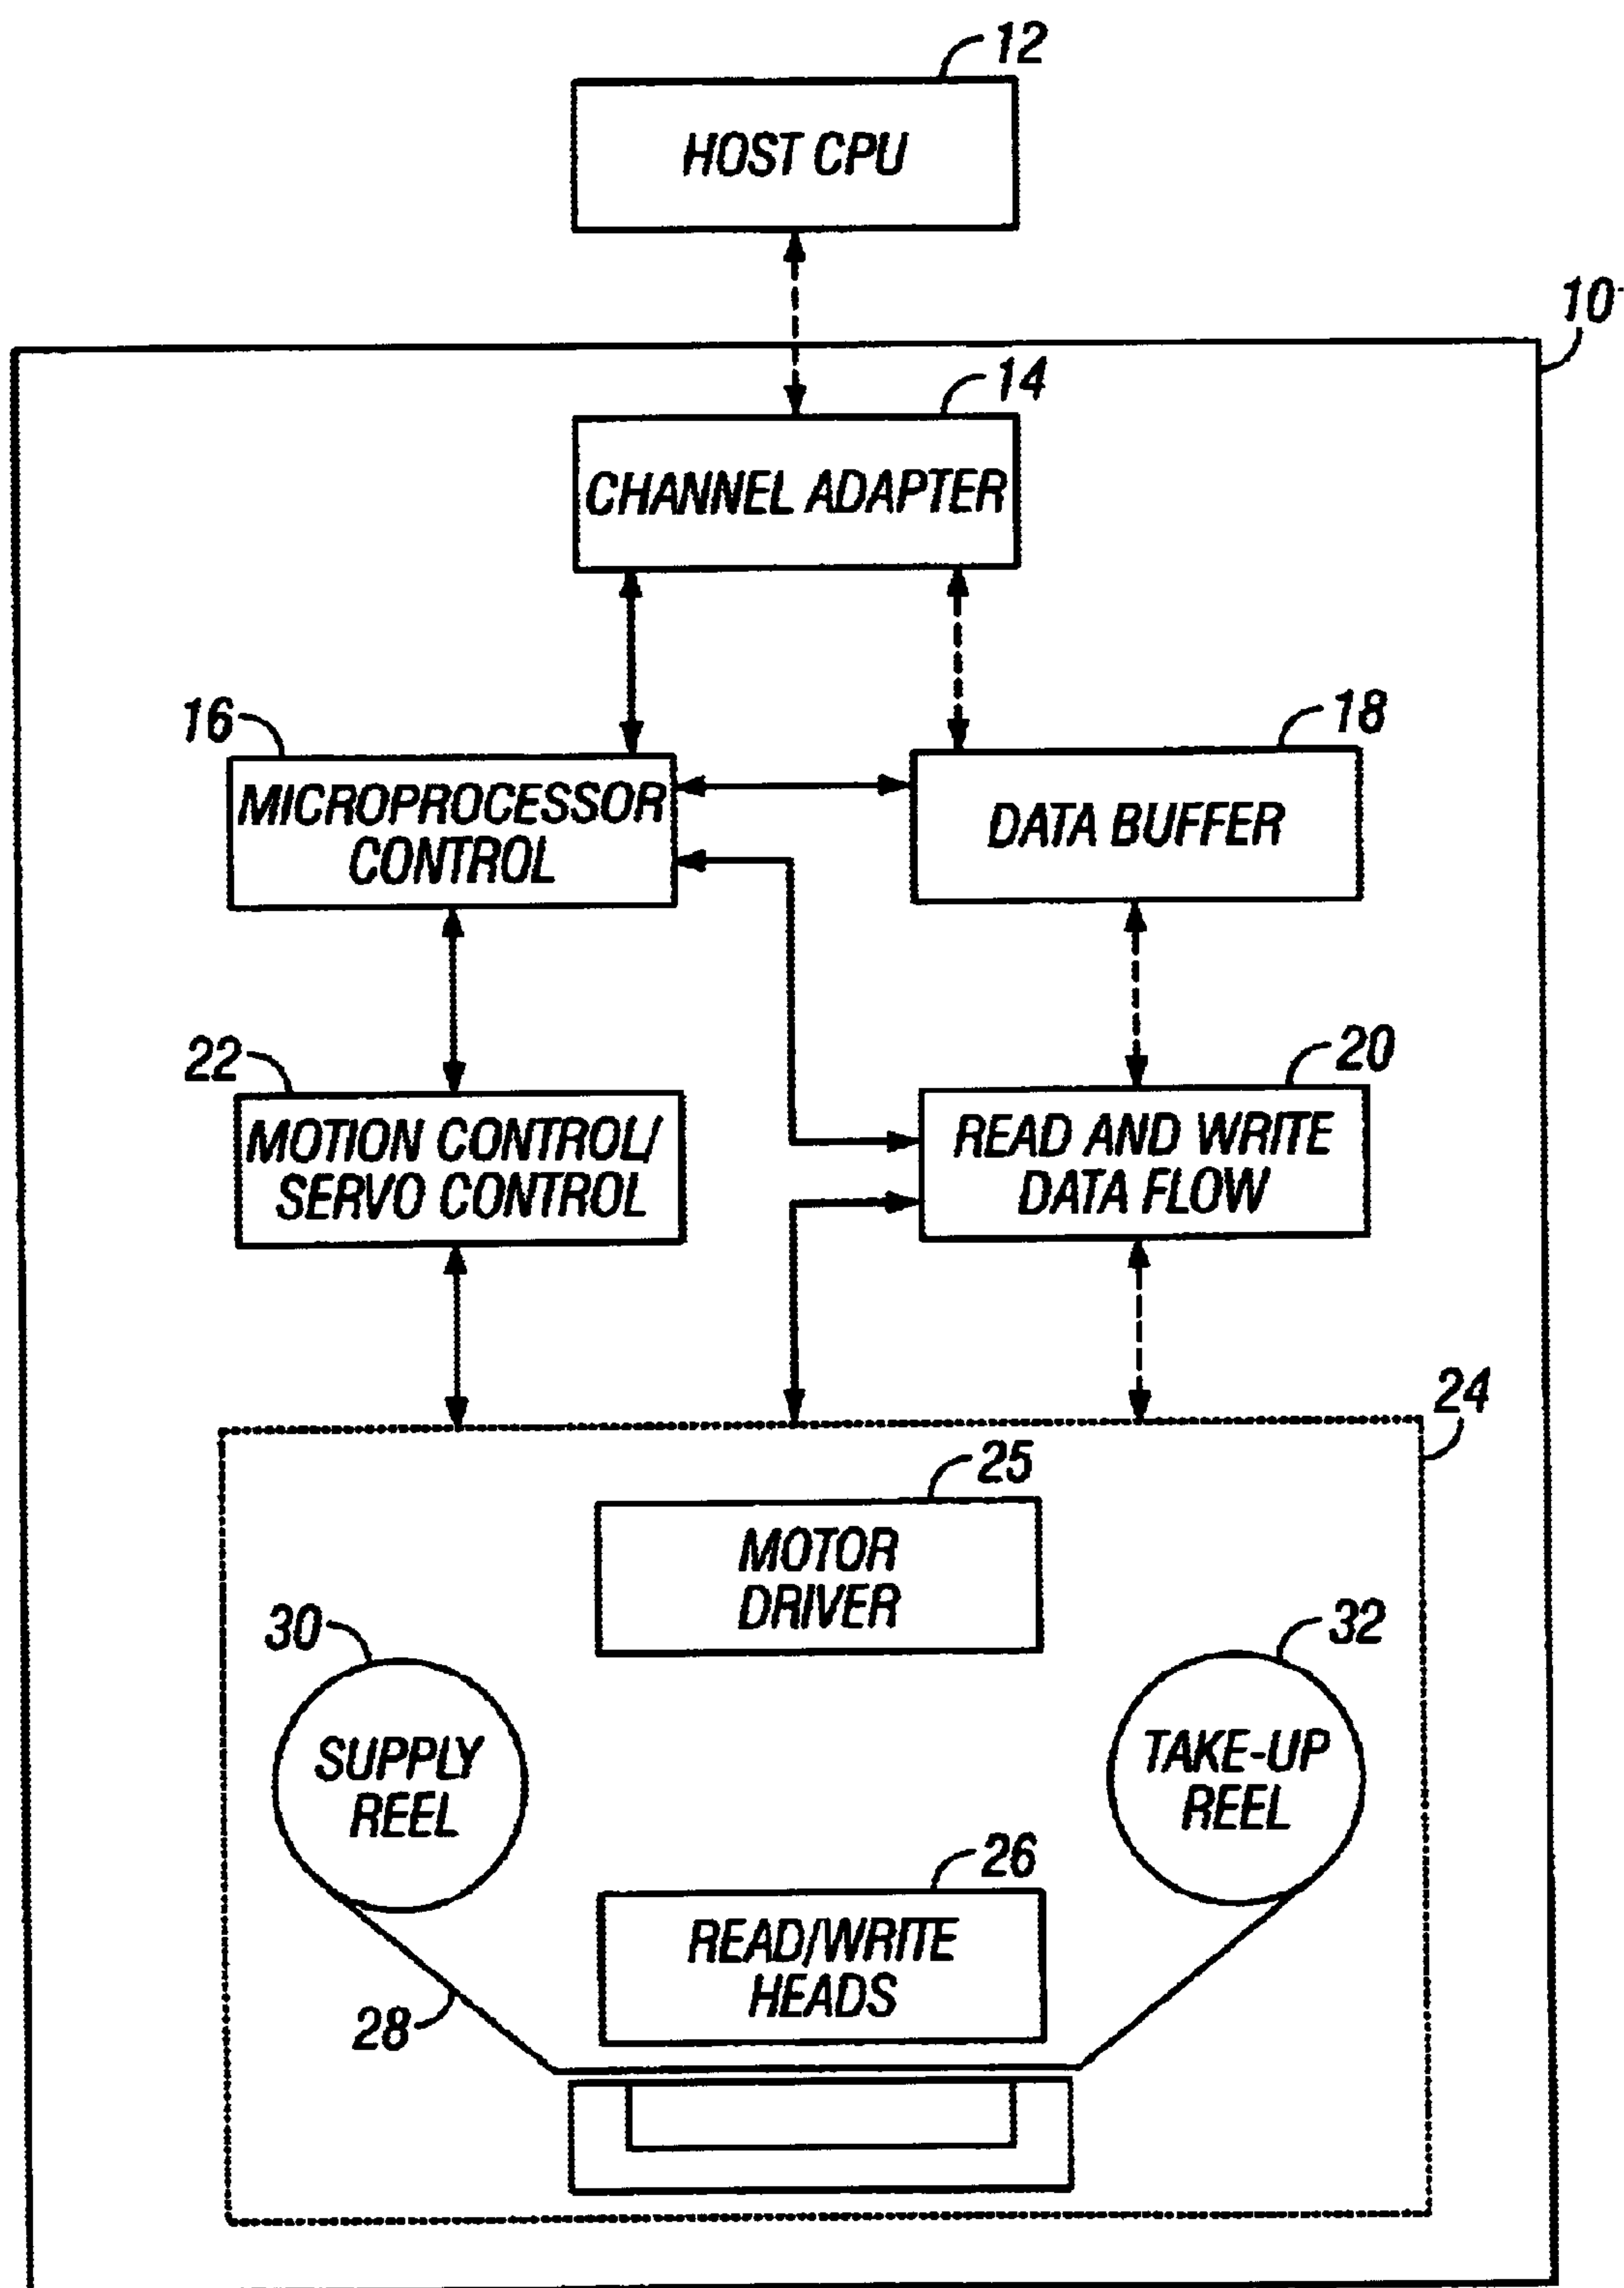 12
HOST CPU
10
14
CHANNEL ADAPTER
16
MICROPROCESSOR
CONTROL
18
DATA BUFFER
22
MOTION CONTROL/
SERVO CONTROL
20
READ AND WRITE
DATA FLOW
24
25
MOTOR
DRIVER
30
SUPPLY
REEL
32
TAKE-UP
REEL
26
READ/WRITE
HEADS
28